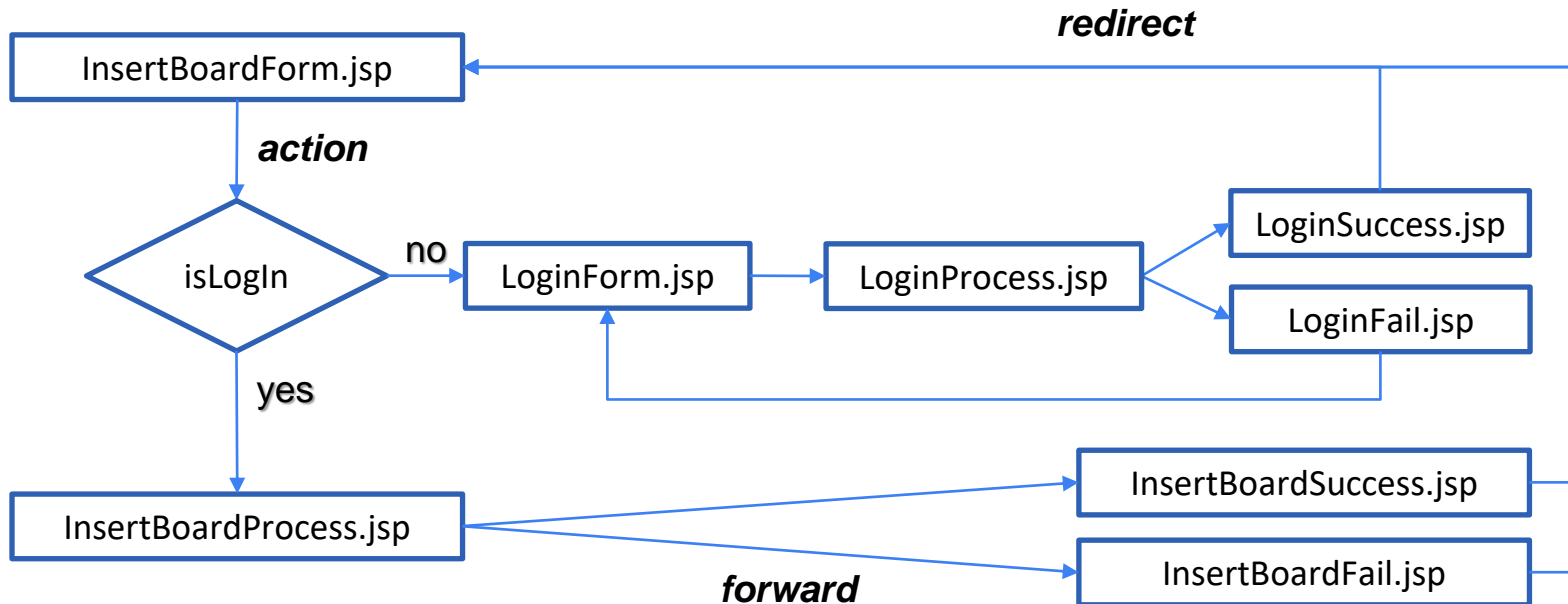 redirect
InsertBoardForm.jsp
action
isLogIn
no
LoginForm.jsp
LoginProcess.jsp
LoginSuccess.jsp
LoginFail.jsp
yes
InsertBoardProcess.jsp
InsertBoardSuccess.jsp
InsertBoardFail.jsp
forward